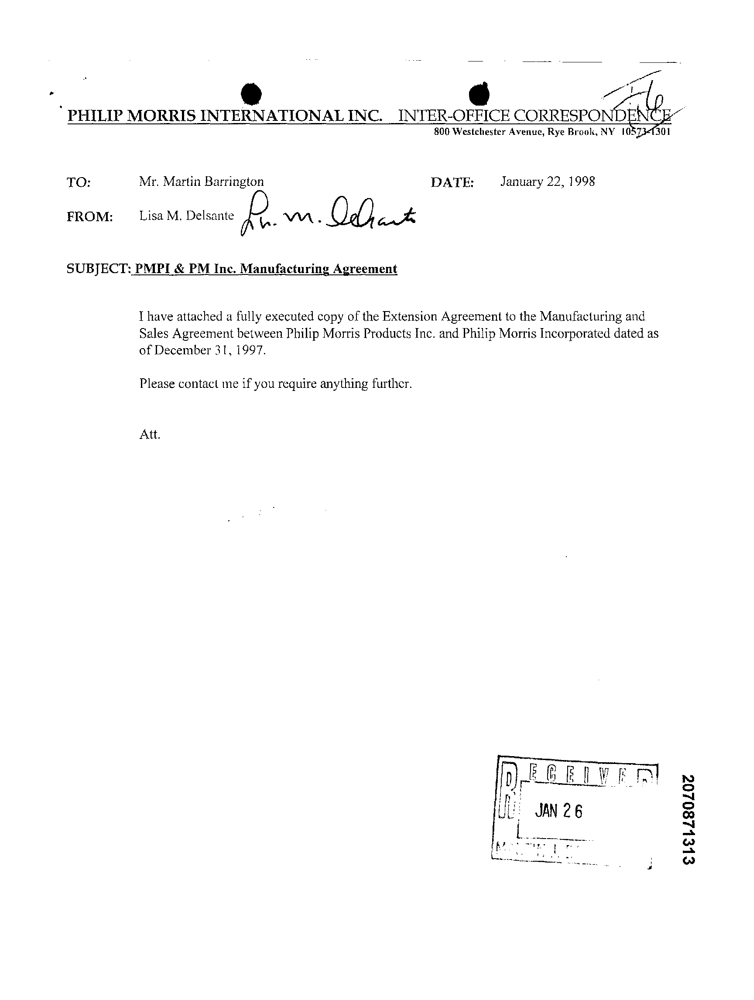 PHILIP MORRIS INTERNATIONAL INC. INTER-OFFICE CORRESPONDENCE
800 Westchester Avenue, Rye Brook, NY 10573-1301
TO: Mr. Martin Barrington DATE: January 22, 1998
FROM: Lisa M. Delsante
SUBJECT: PMPI & PM Inc. Manufacturing Agreement
I have attached a fully executed copy of the Extension Agreement to the Manufacturing and
Sales Agreement between Philip Morris Products Inc. and Philip Morris Incorporated dated as
of December 31, 1997.
Please contact me if you require anything further.
Att.
RECEIVED
JAN 26
2070871313